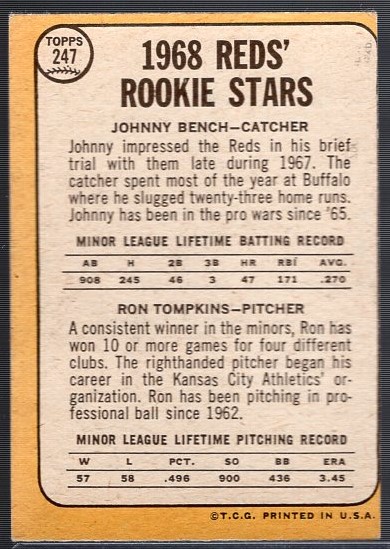 TOPPS
247
1968 REDS'
ROOKIE STARS
JOHNNY BENCH—CATCHER
Johnny impressed the Reds in his brief
trial with them late during 1967. The
catcher spent most of the year at Buffalo
where he slugged twenty-three home runs.
Johnny has been in the pro wars since '65.
MINOR LEAGUE LIFETIME BATTING RECORD
AB H 2B 3B HR RBI AVG.
908 245 46 3 47 171 .270
RON TOMPKINS—PITCHER
A consistent winner in the minors, Ron has
won 10 or more games for four different
clubs. The righthanded pitcher began his
career in the Kansas City Athletics' or-
ganization. Ron has been pitching in pro-
fessional ball since 1962.
MINOR LEAGUE LIFETIME PITCHING RECORD
W L PCT. SO BB ERA
57 58 .496 900 436 3.45
©T.C.G. PRINTED IN U.S.A.